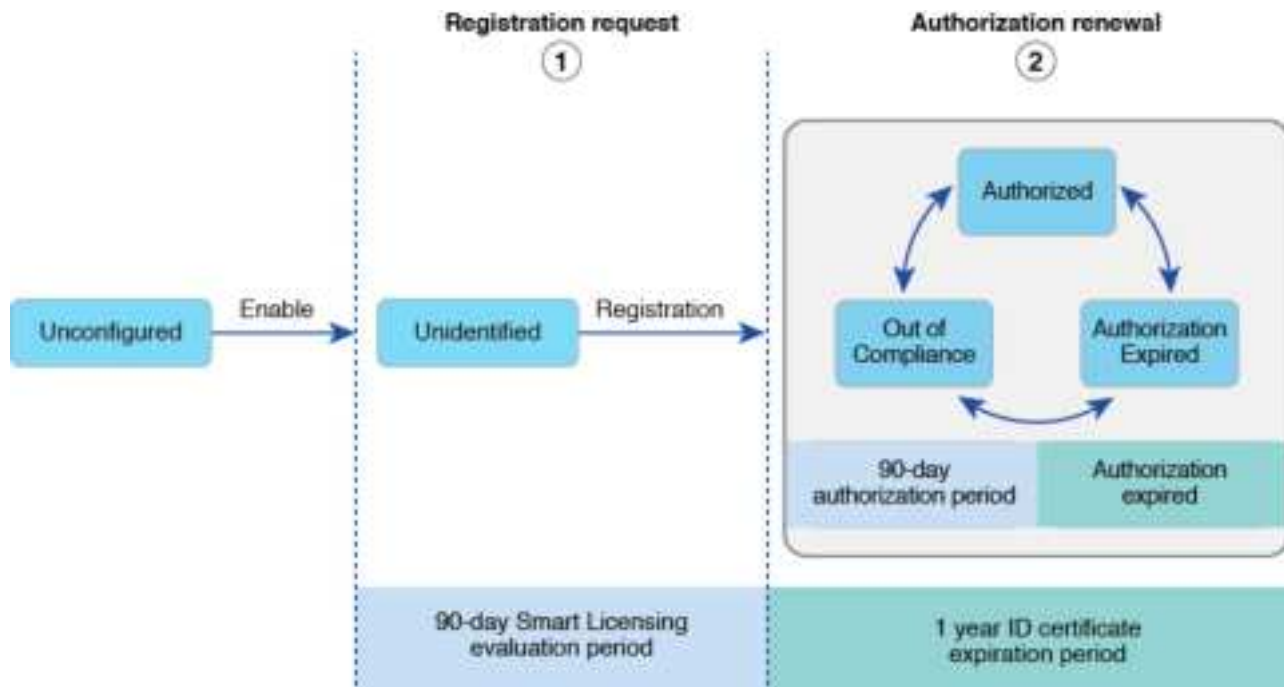 Registration request
1
Authorization renewal
2
Unconfigured
Enable
Unidentified
Registration
Authorized
Out of
Compliance
Authorization
Expired
90-day
authorization period
Authorization
expired
90-day Smart Licensing
evaluation period
1 year ID certificate
expiration period